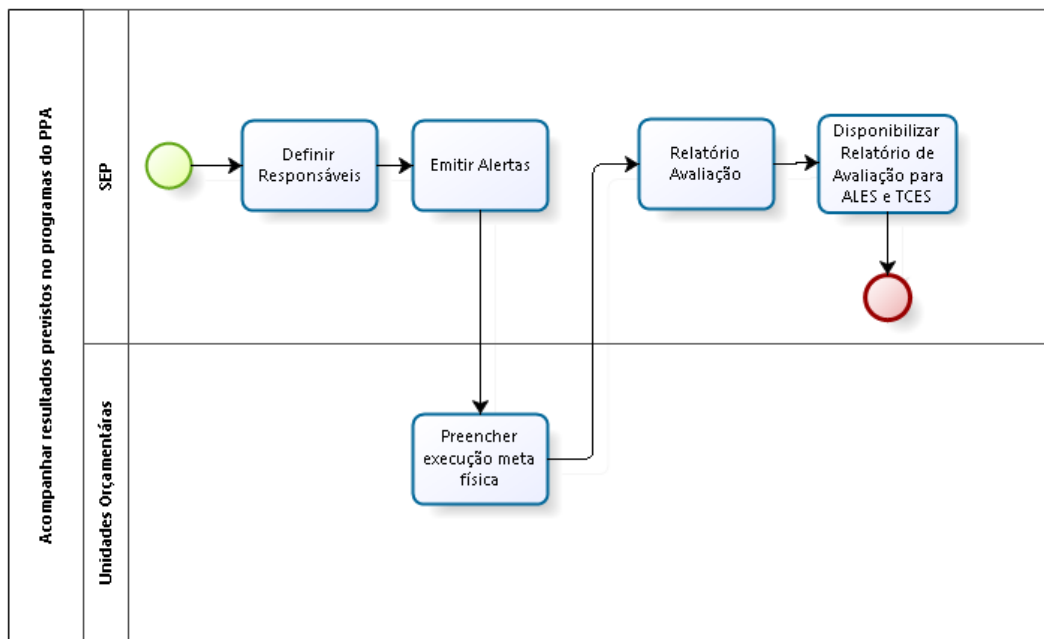 Acompanhar resultados previstos no programas do PPA
SEP
Definir
Responsáveis
Emitir Alertas
Relatório
Avaliação
Disponibilizar
Relatório de
Avaliação para
ALES e TCES
Unidades Orçamentáras
Preencher
execução meta
física